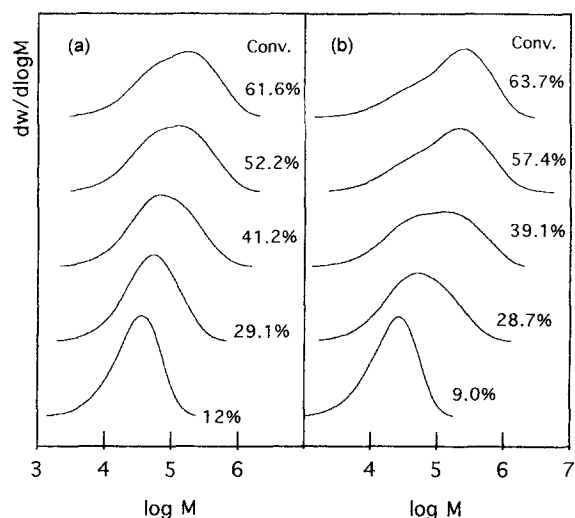 dw/dlogM
(a)
Conv.
61.6%
52.2%
41.2%
29.1%
12%
3 4 5 6
log M
(b)
Conv.
63.7%
57.4%
39.1%
28.7%
9.0%
4 5 6 7
log M